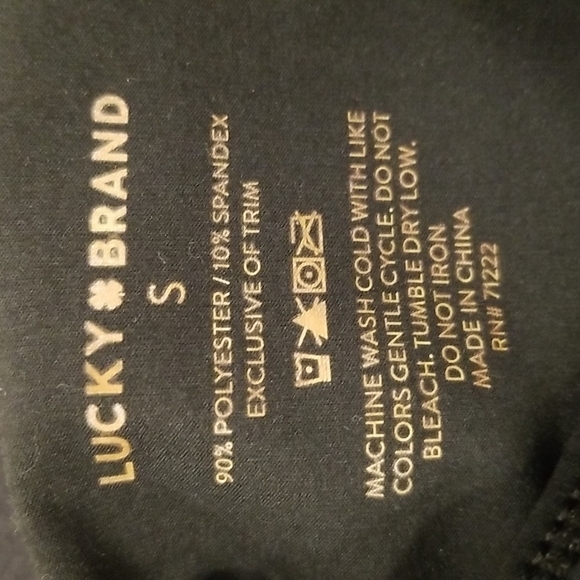 LUCKY BRAND
S
90% POLYESTER / 10% SPANDEX
EXCLUSIVE OF TRIM
MACHINE WASH COLD WITH LIKE
COLORS GENTLE CYCLE. DO NOT
BLEACH. TUMBLE DRY LOW.
DO NOT IRON
MADE IN CHINA
RN# 71222